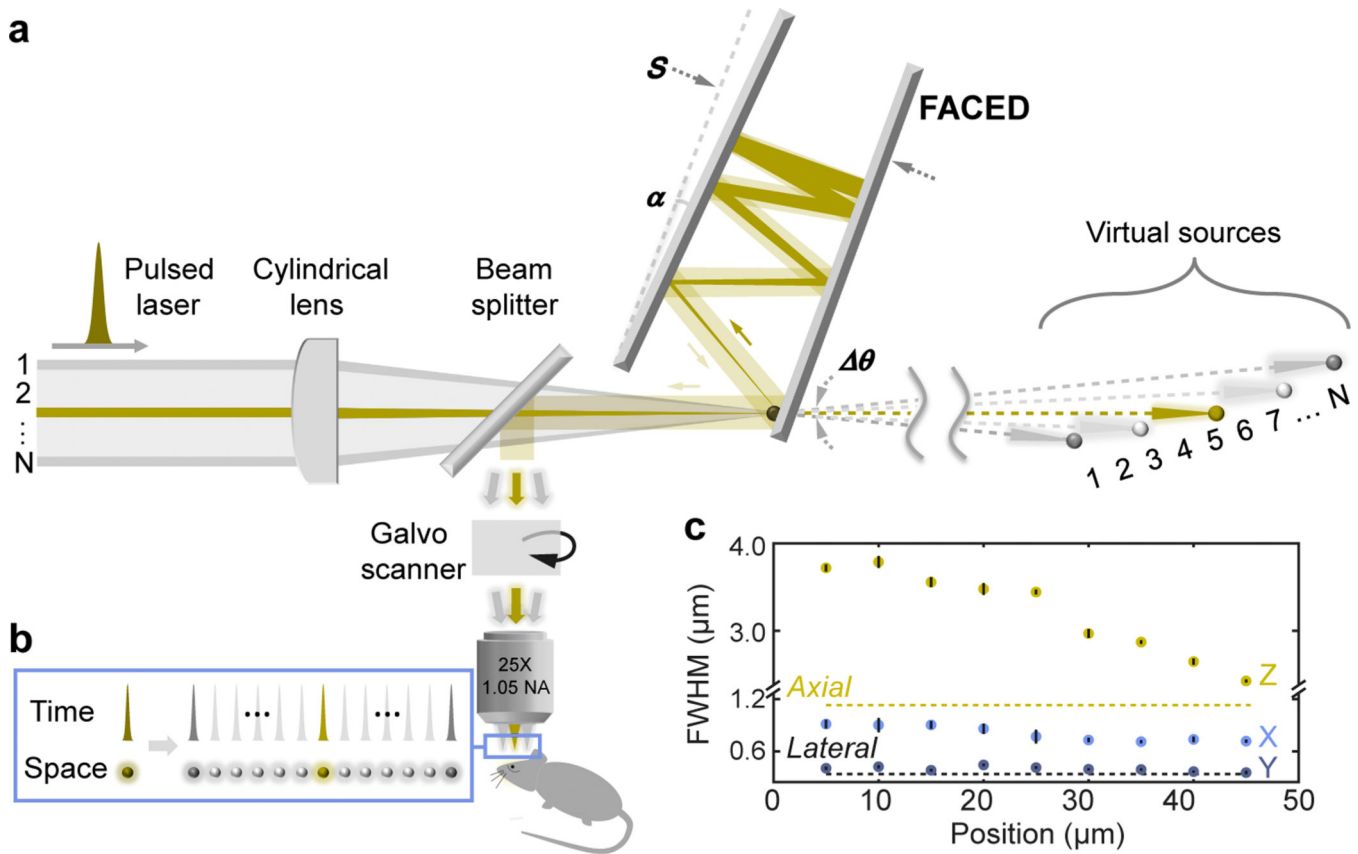 a
S
FACED
α
Virtual sources
Pulsed
laser
Cylindrical
lens
Beam
splitter
Δθ
1
2
⋮
N
1 2 3 4 5 6 7 ... N
Galvo
scanner
25X
1.05 NA
b
Time
Space
... ...
c
4.0
3.0
1.2
0.6
FWHM (μm)
Axial
Lateral
Z
X
Y
0 10 20 30 40 50
Position (μm)